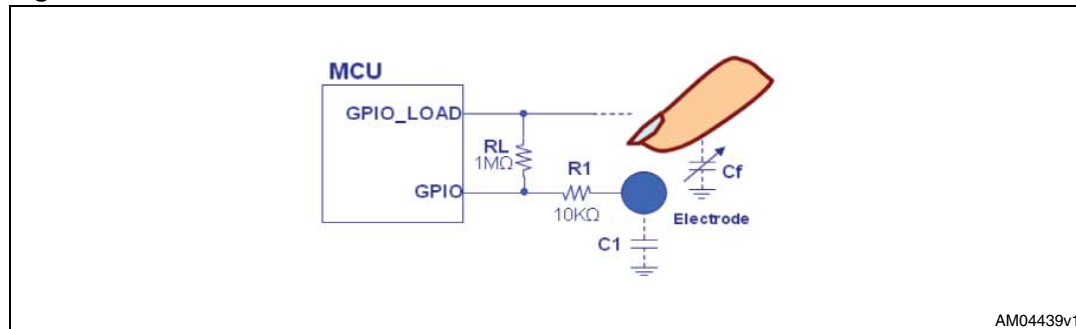 MCU
GPIO_LOAD
RL
1MΩ
R1
GPIO
10KΩ
Cf
Electrode
C1
AM04439v1